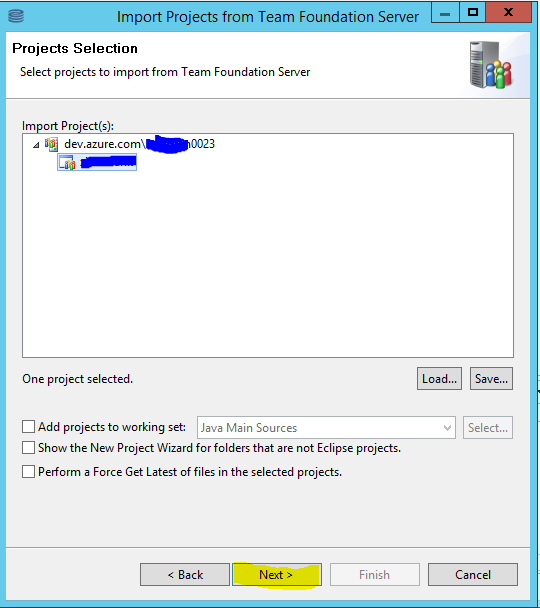 Import Projects from Team Foundation Server
Projects Selection
Select projects to import from Team Foundation Server
Import Project(s):
dev.azure.com\ 0023
One project selected.
Load... Save...
Add projects to working set: Java Main Sources Select...
Show the New Project Wizard for folders that are not Eclipse projects.
Perform a Force Get Latest of files in the selected projects.
< Back Next > Finish Cancel